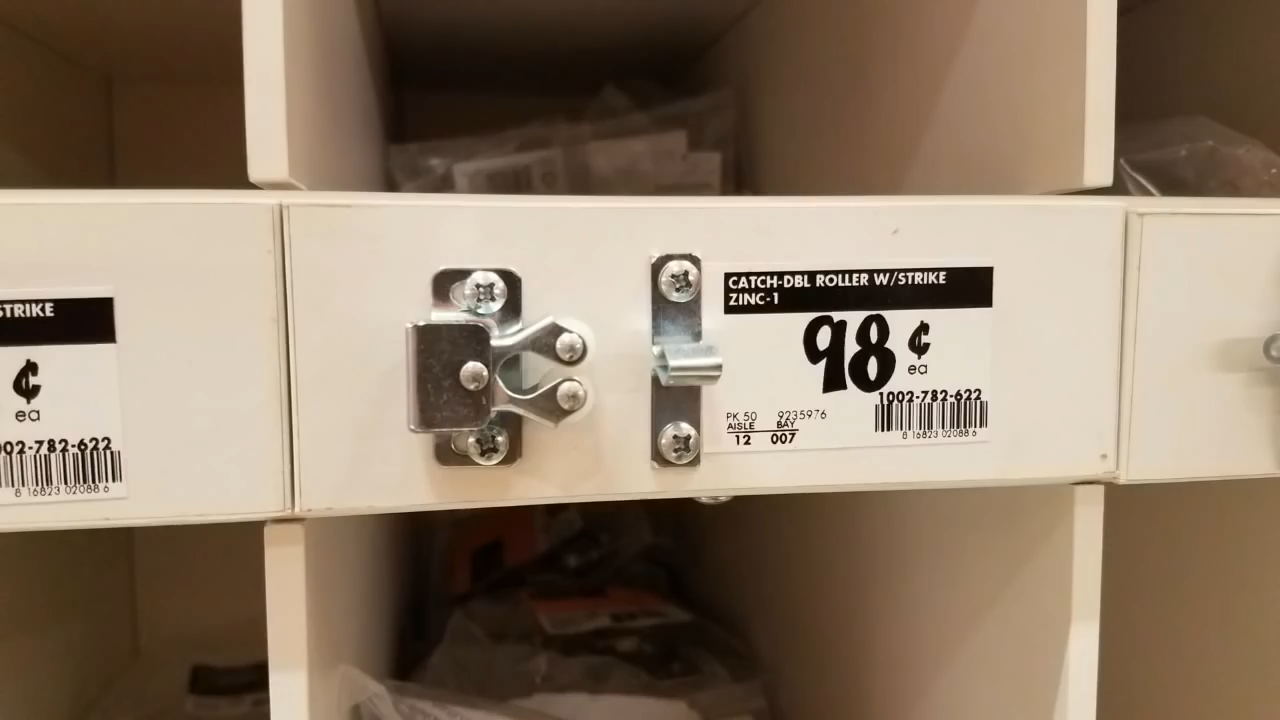 STRIKE
¢
ea
02-782-622
8 16823 02088 6
CATCH-DBL ROLLER W/STRIKE
ZINC-1
98 ¢
ea
1002-782-622
PK 50 9235976
AISLE BAY
12 007
8 16823 02088 6